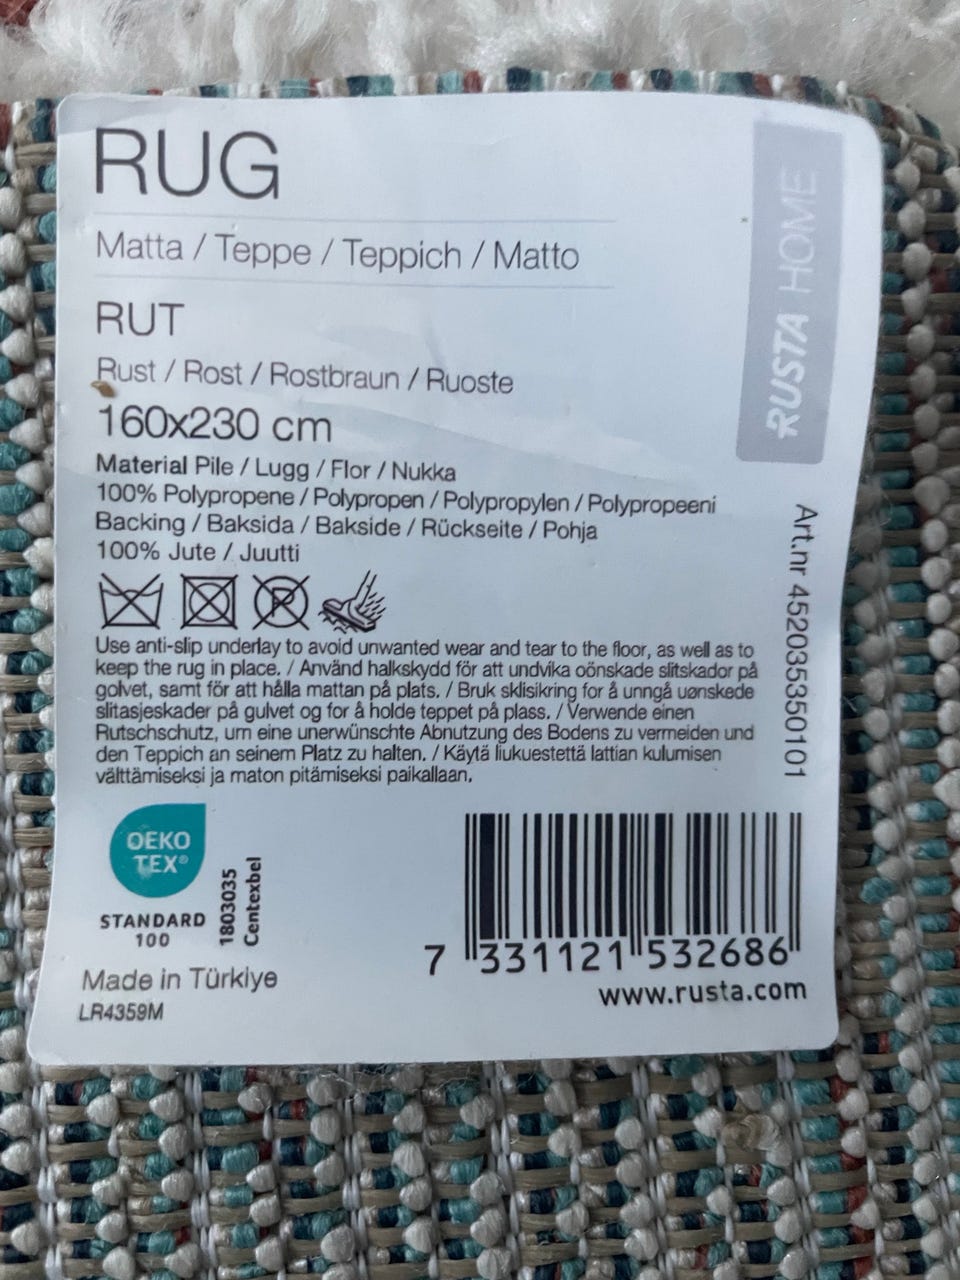 RUG
Matta / Teppe / Teppich / Matto
RUT
Rust / Rost / Rostbraun / Ruoste
160x230 cm
Material Pile / Lugg / Flor / Nukka
100% Polypropene / Polypropen / Polypropylen / Polypropeeni
Backing / Baksida / Bakside / Rückseite / Pohja
100% Jute / Juutti
P
Use anti-slip underlay to avoid unwanted wear and tear to the floor, as well as to
keep the rug in place. / Använd halkskydd för att undvika oönskade slitskador på
golvet, samt för att hålla mattan på plats. / Bruk sklisikring for å unngå uønskede
slitasjeskader på gulvet og for å holde teppet på plass. / Verwende einen
Rutschschutz, um eine unerwünschte Abnutzung des Bodens zu vermeiden und
den Teppich an seinem Platz zu halten. / Käytä liukuestettä lattian kulumisen
välttämiseksi ja maton pitämiseksi paikallaan.
RUSTA HOME
Art.nr 452035350101
OEKO
TEX®
STANDARD
100
1803035
Centexbel
Made in Türkiye
LR4359M
7 331121 532686
www.rusta.com